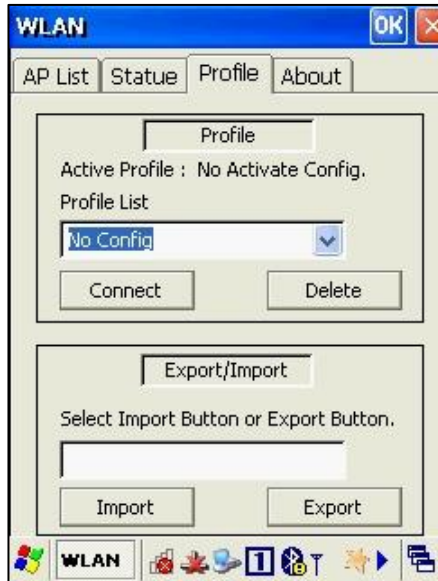 WLAN OK
AP List Statue Profile About
Profile
Active Profile : No Activate Config.
Profile List
No Config
Connect Delete
Export/Import
Select Import Button or Export Button.
Import Export
WLAN 1